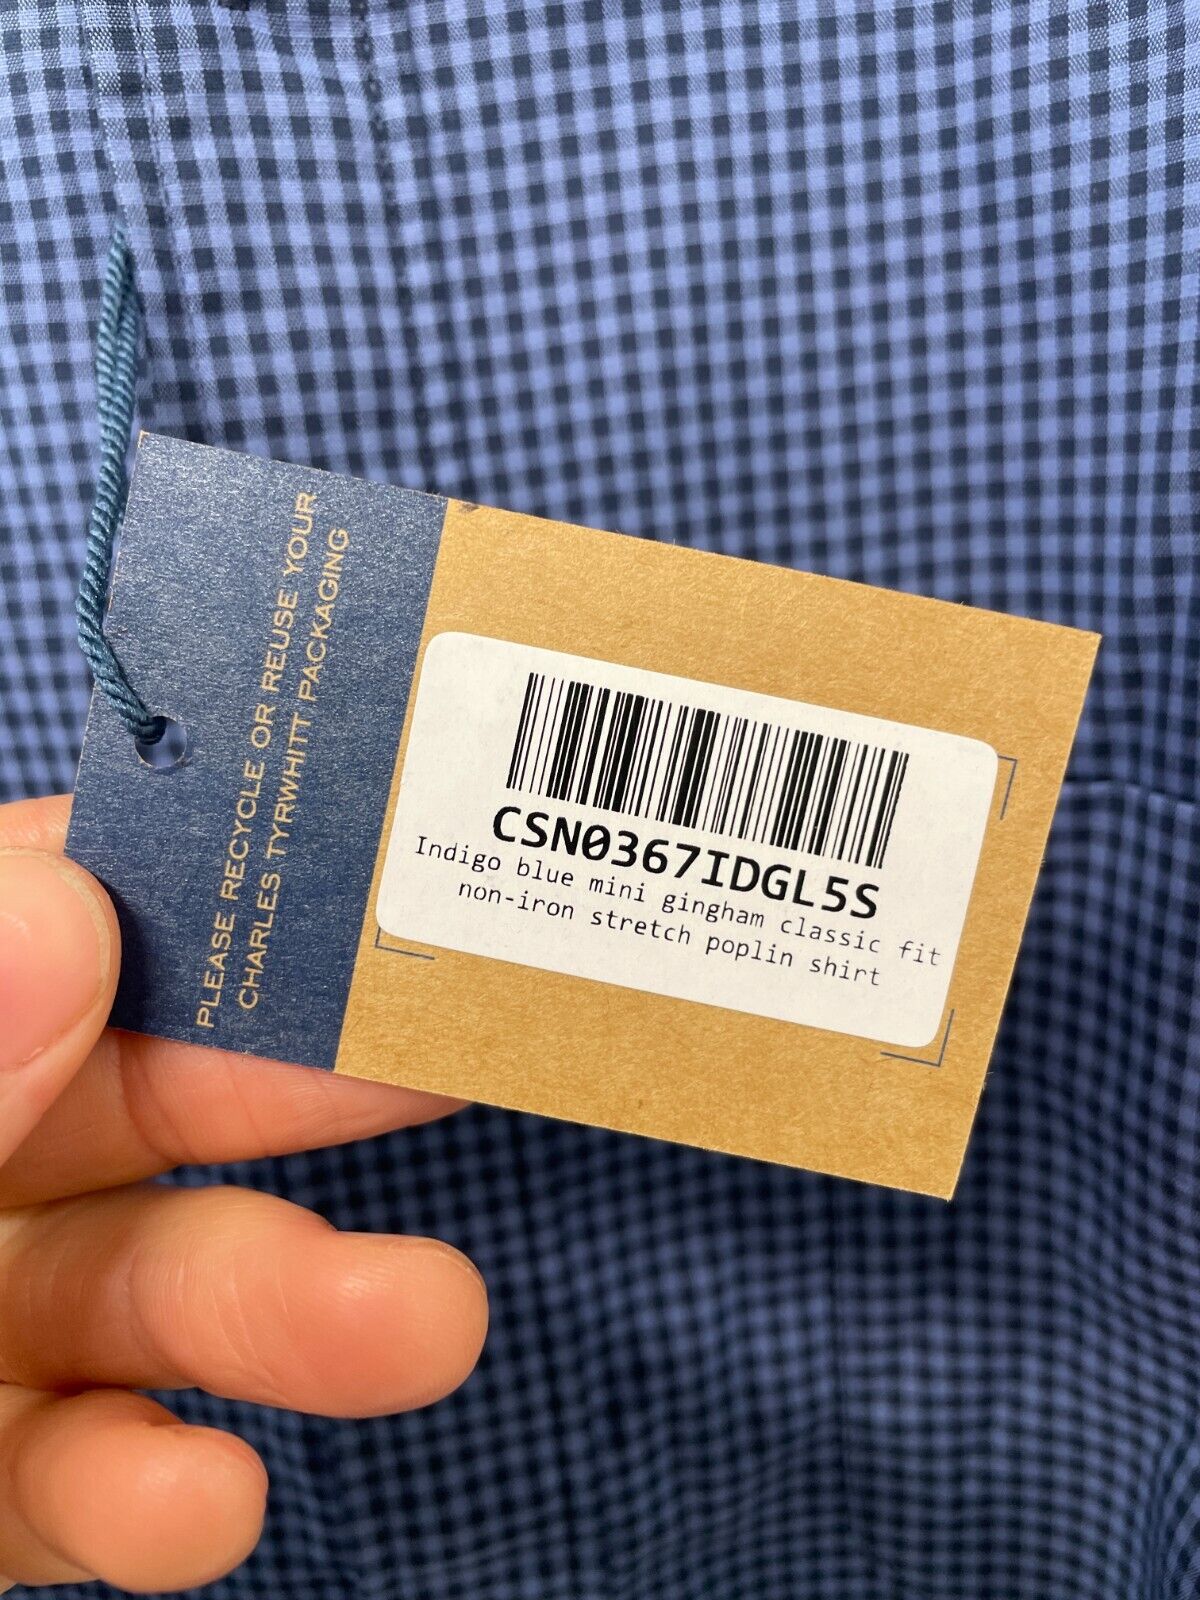 PLEASE RECYCLE OR REUSE YOUR
CHARLES TYRWHITT PACKAGING
CSN0367IDGL5S
Indigo blue mini gingham classic fit
non-iron stretch poplin shirt